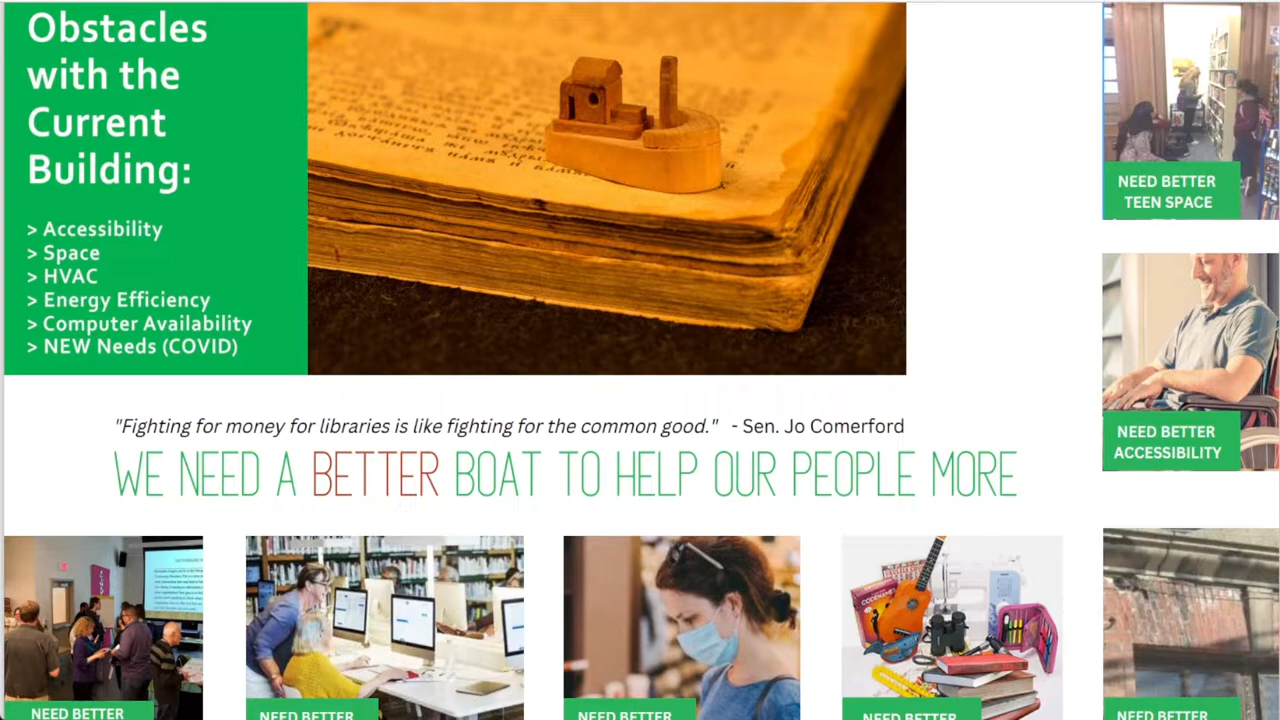 Obstacles
with the
Current
Building:
> Accessibility
> Space
> HVAC
> Energy Efficiency
> Computer Availability
> NEW Needs (COVID)
NEED BETTER
TEEN SPACE
NEED BETTER
ACCESSIBILITY
"Fighting for money for libraries is like fighting for the common good." - Sen. Jo Comerford
WE NEED A BETTER BOAT TO HELP OUR PEOPLE MORE
CODENAMES
NEED BETTER
NEED BETTER
NEED BETTER
NEED BETTER
NEED BETTER